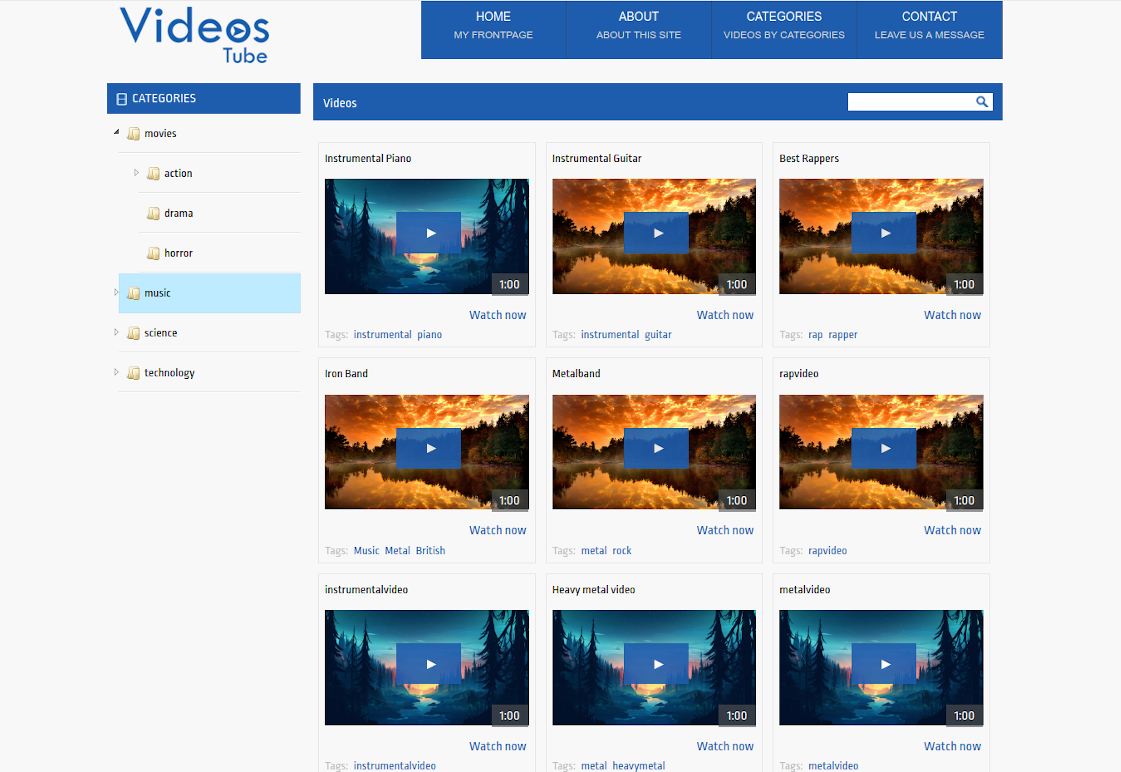 Videos
Tube
HOME
MY FRONTPAGE
ABOUT
ABOUT THIS SITE
CATEGORIES
VIDEOS BY CATEGORIES
CONTACT
LEAVE US A MESSAGE
CATEGORIES
movies
action
drama
horror
music
science
technology
Videos
Instrumental Piano
1:00
Watch now
Tags: instrumental piano
Instrumental Guitar
1:00
Watch now
Tags: instrumental guitar
Best Rappers
1:00
Watch now
Tags: rap rapper
Iron Band
1:00
Watch now
Tags: Music Metal British
Metalband
1:00
Watch now
Tags: metal rock
rapvideo
1:00
Watch now
Tags: rapvideo
instrumentalvideo
1:00
Watch now
Tags: instrumentalvideo
Heavy metal video
1:00
Watch now
Tags: metal heavymetal
metalvideo
1:00
Watch now
Tags: metalvideo